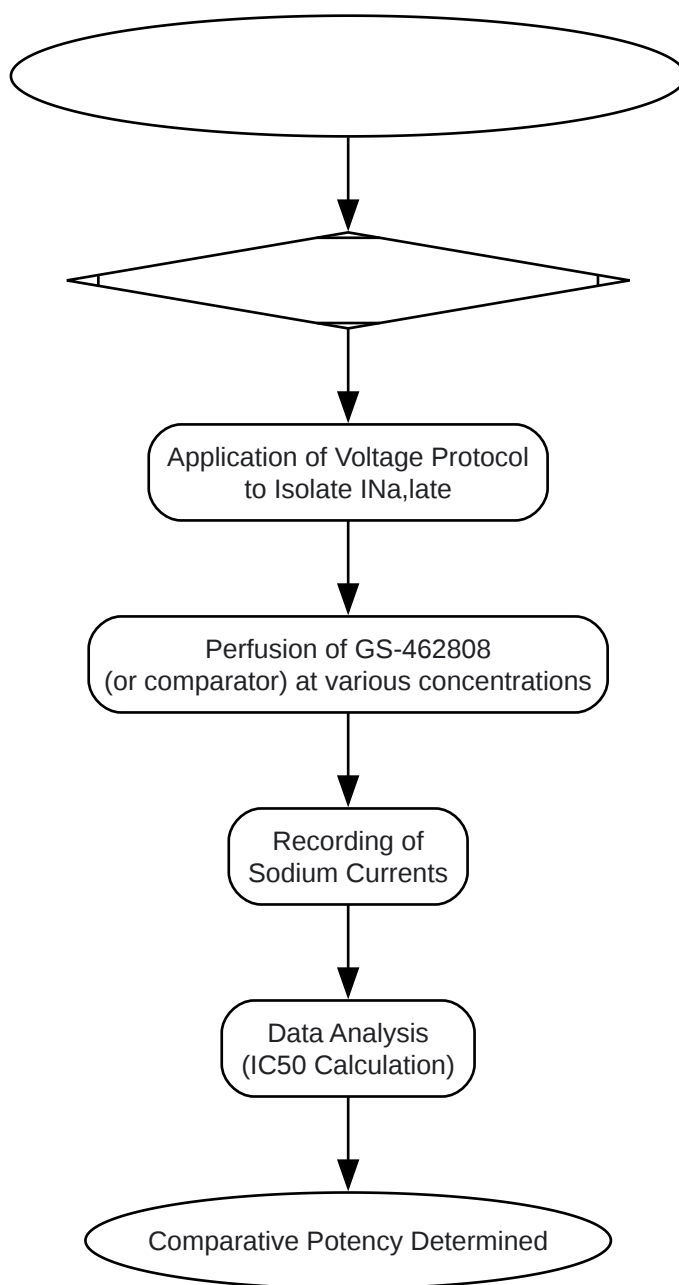 Application of Voltage Protocol
to Isolate INa,late
Perfusion of GS-462808
(or comparator) at various concentrations
Recording of
Sodium Currents
Data Analysis
(IC50 Calculation)
Comparative Potency Determined